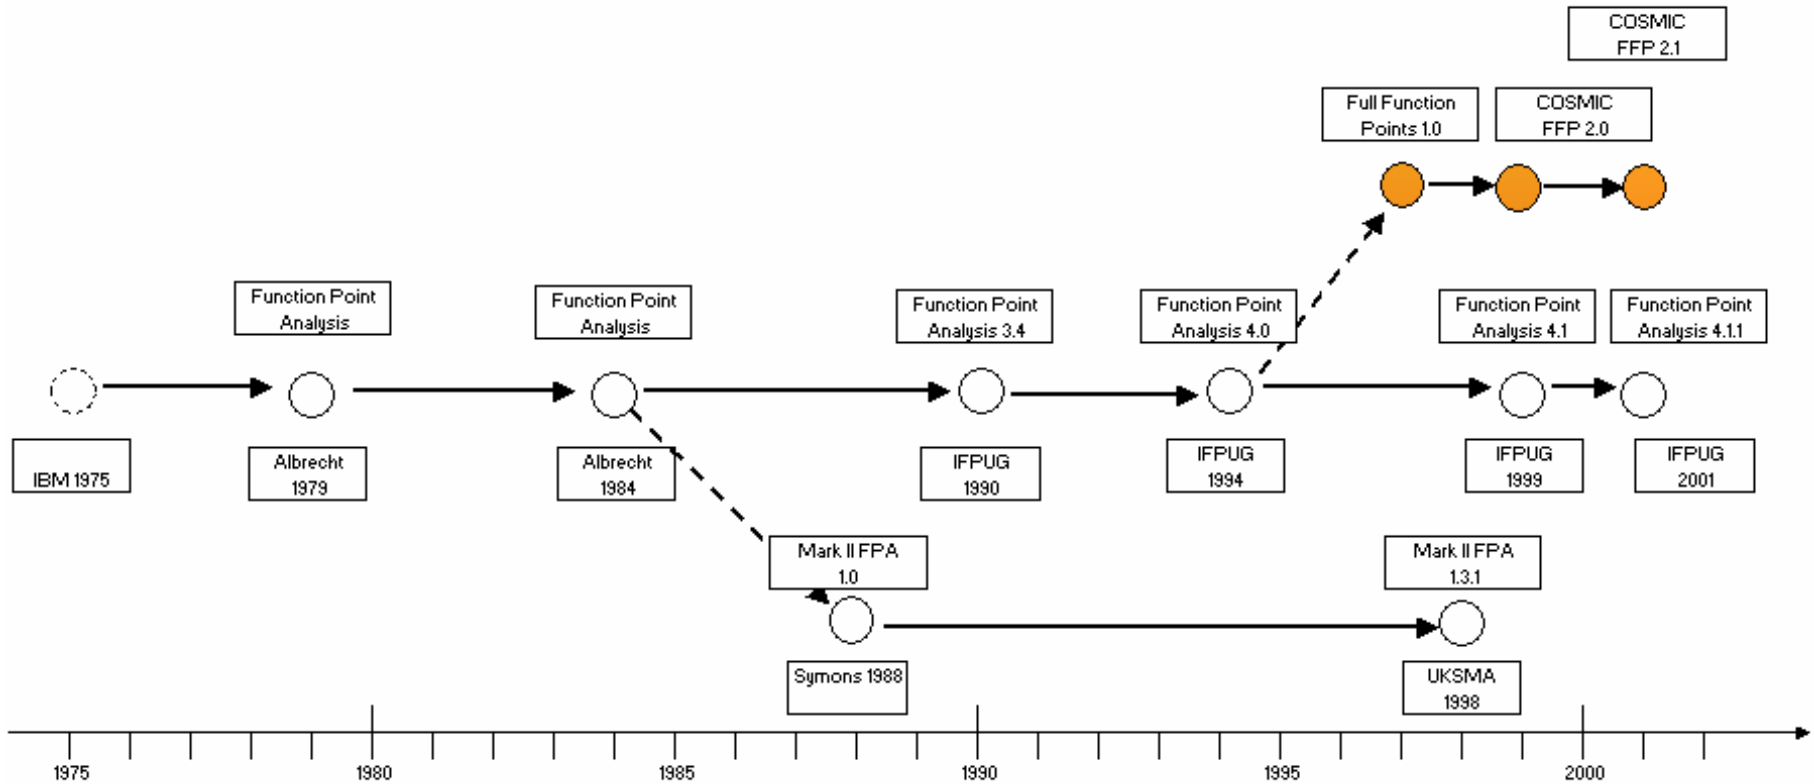 COSMIC
FFP 2.1
Full Function
Points 1.0
COSMIC
FFP 2.0
Function Point
Analysis
Function Point
Analysis
Function Point
Analysis 3.4
Function Point
Analysis 4.0
Function Point
Analysis 4.1
Function Point
Analysis 4.1.1
IBM 1975
Albrecht
1979
Albrecht
1984
IFPUG
1990
IFPUG
1994
IFPUG
1999
IFPUG
2001
Mark II FPA
1.0
Mark II FPA
1.3.1
Symons 1988
UKSMA
1998
1975
1980
1985
1990
1995
2000